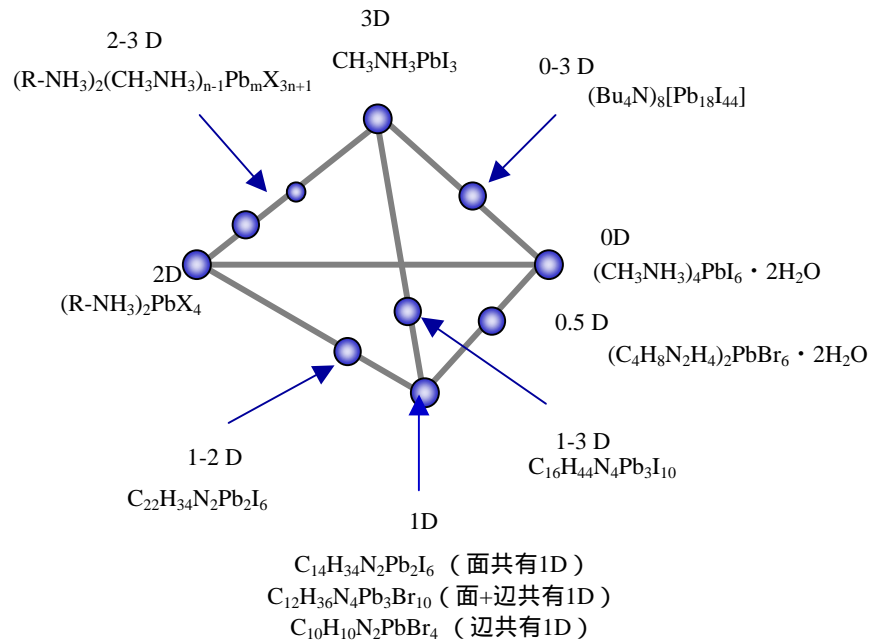 3D
2-3 D
CH₃NH₃PbI₃
(R-NH₃)₂(CH₃NH₃)ₙ₋₁PbₘX₃ₙ₊₁
0-3 D
(Bu₄N)₈[Pb₁₈I₄₄]
0D
2D
(CH₃NH₃)₄PbI₆・2H₂O
(R-NH₃)₂PbX₄
0.5 D
(C₄H₈N₂H₄)₂PbBr₆・2H₂O
1-2 D
1-3 D
C₁₆H₄₄N₄Pb₃I₁₀
C₂₂H₃₄N₂Pb₂I₆
1D
C₁₄H₃₄N₂Pb₂I₆（面共有1D）
C₁₂H₃₆N₄Pb₃Br₁₀（面+辺共有1D）
C₁₀H₁₀N₂PbBr₄（辺共有1D）